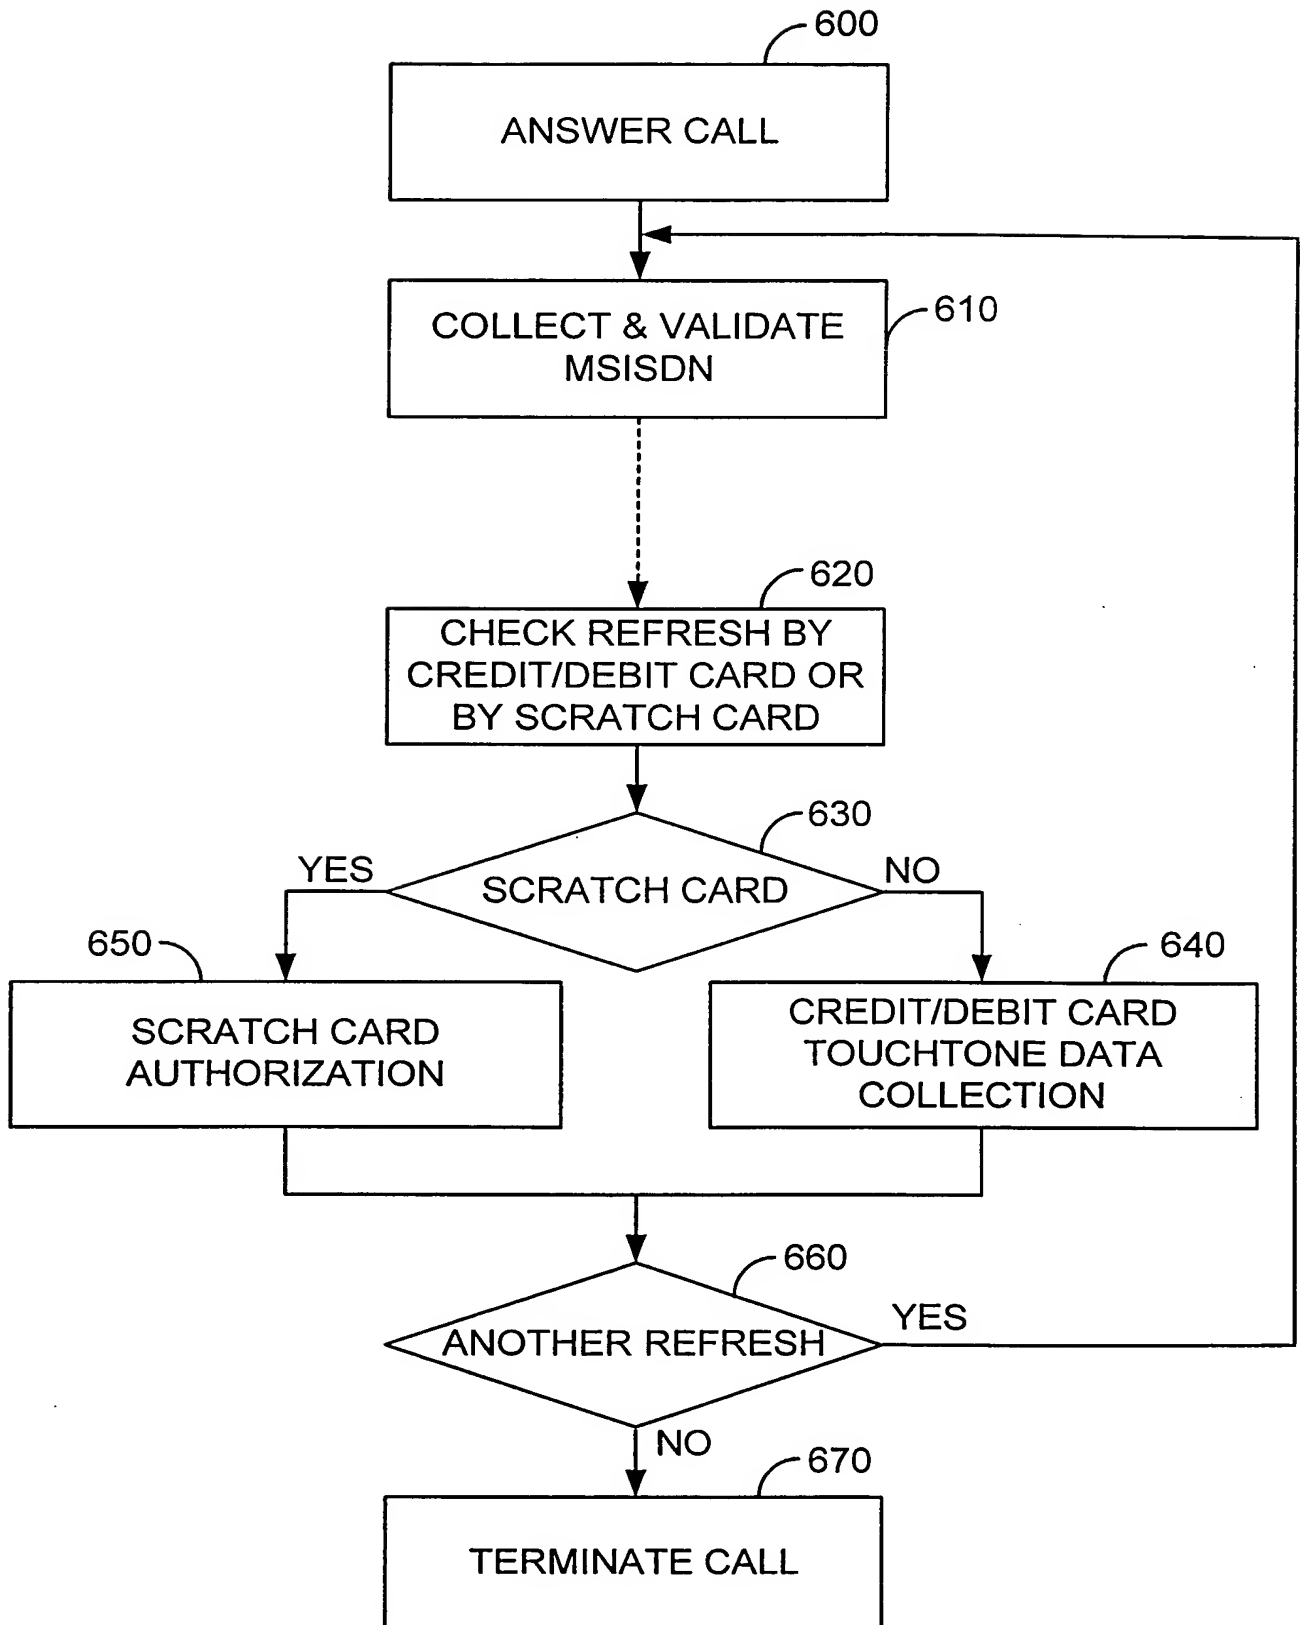 600
ANSWER CALL
610
COLLECT & VALIDATE
MSISDN
620
CHECK REFRESH BY
CREDIT/DEBIT CARD OR
BY SCRATCH CARD
630
YES
SCRATCH CARD
NO
650
640
SCRATCH CARD
AUTHORIZATION
CREDIT/DEBIT CARD
TOUCHTONE DATA
COLLECTION
660
ANOTHER REFRESH
YES
NO
670
TERMINATE CALL